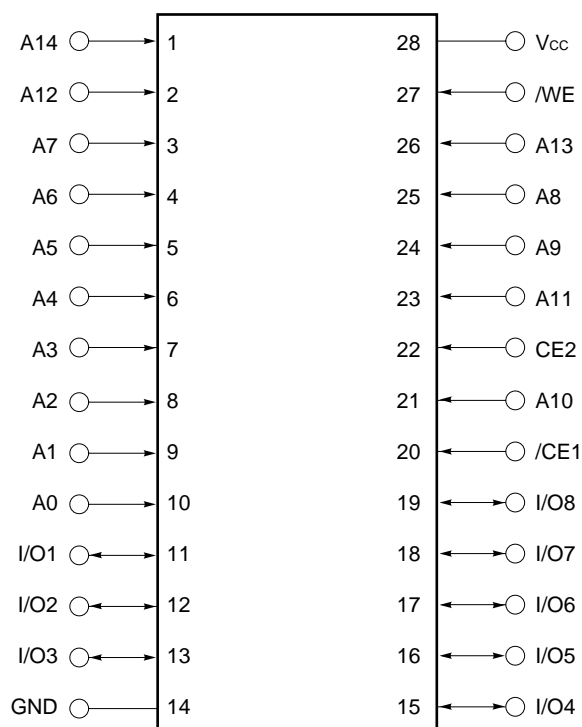 A14 1 28 Vcc
A12 2 27 /WE
A7 3 26 A13
A6 4 25 A8
A5 5 24 A9
A4 6 23 A11
A3 7 22 CE2
A2 8 21 A10
A1 9 20 /CE1
A0 10 19 I/O8
I/O1 11 18 I/O7
I/O2 12 17 I/O6
I/O3 13 16 I/O5
GND 14 15 I/O4